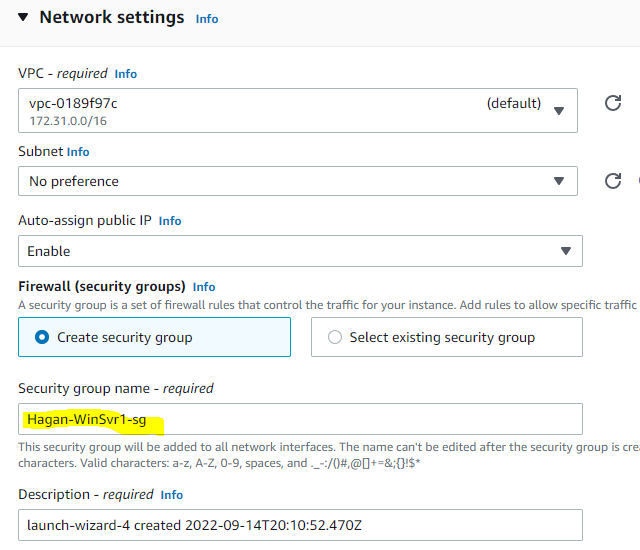 Network settings Info
VPC - required Info
vpc-0189f97c (default)
172.31.0.0/16
Subnet Info
No preference
Auto-assign public IP Info
Enable
Firewall (security groups) Info
A security group is a set of firewall rules that control the traffic for your instance. Add rules to allow specific traffic
Create security group
Select existing security group
Security group name - required
Hagan-WinSvr1-sg
This security group will be added to all network interfaces. The name can't be edited after the security group is crea
characters. Valid characters: a-z, A-Z, 0-9, spaces, and ._-:/()#,@[]+=&;{}!$*
Description - required Info
launch-wizard-4 created 2022-09-14T20:10:52.470Z